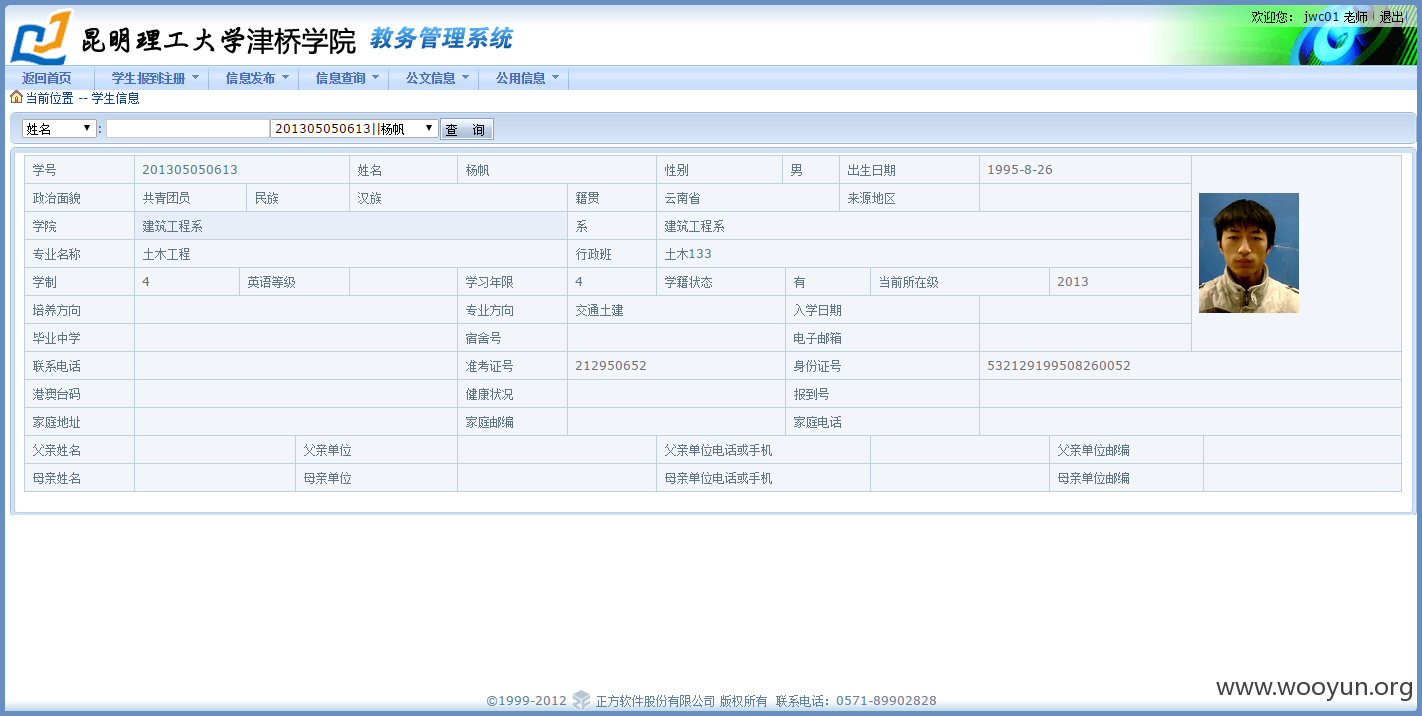 欢迎您： jwc01 老师 退出
昆明理工大学津桥学院 教务管理系统
返回首页 学生报到注册 信息发布 信息查询 公文信息 公用信息
当前位置 -- 学生信息
姓名 : 201305050613||杨帆 查 询
学号 201305050613 姓名 杨帆 性别 男 出生日期 1995-8-26
政治面貌 共青团员 民族 汉族 籍贯 云南省 来源地区
学院 建筑工程系 系 建筑工程系
专业名称 土木工程 行政班 土木133
学制 4 英语等级 学习年限 4 学籍状态 有 当前所在级 2013
培养方向 专业方向 交通土建 入学日期
毕业中学 宿舍号 电子邮箱
联系电话 准考证号 212950652 身份证号 532129199508260052
港澳台码 健康状况 报到号
家庭地址 家庭邮编 家庭电话
父亲姓名 父亲单位 父亲单位电话或手机 父亲单位邮编
母亲姓名 母亲单位 母亲单位电话或手机 母亲单位邮编
www.wooyun.org
©1999-2012 正方软件股份有限公司 版权所有 联系电话：0571-89902828